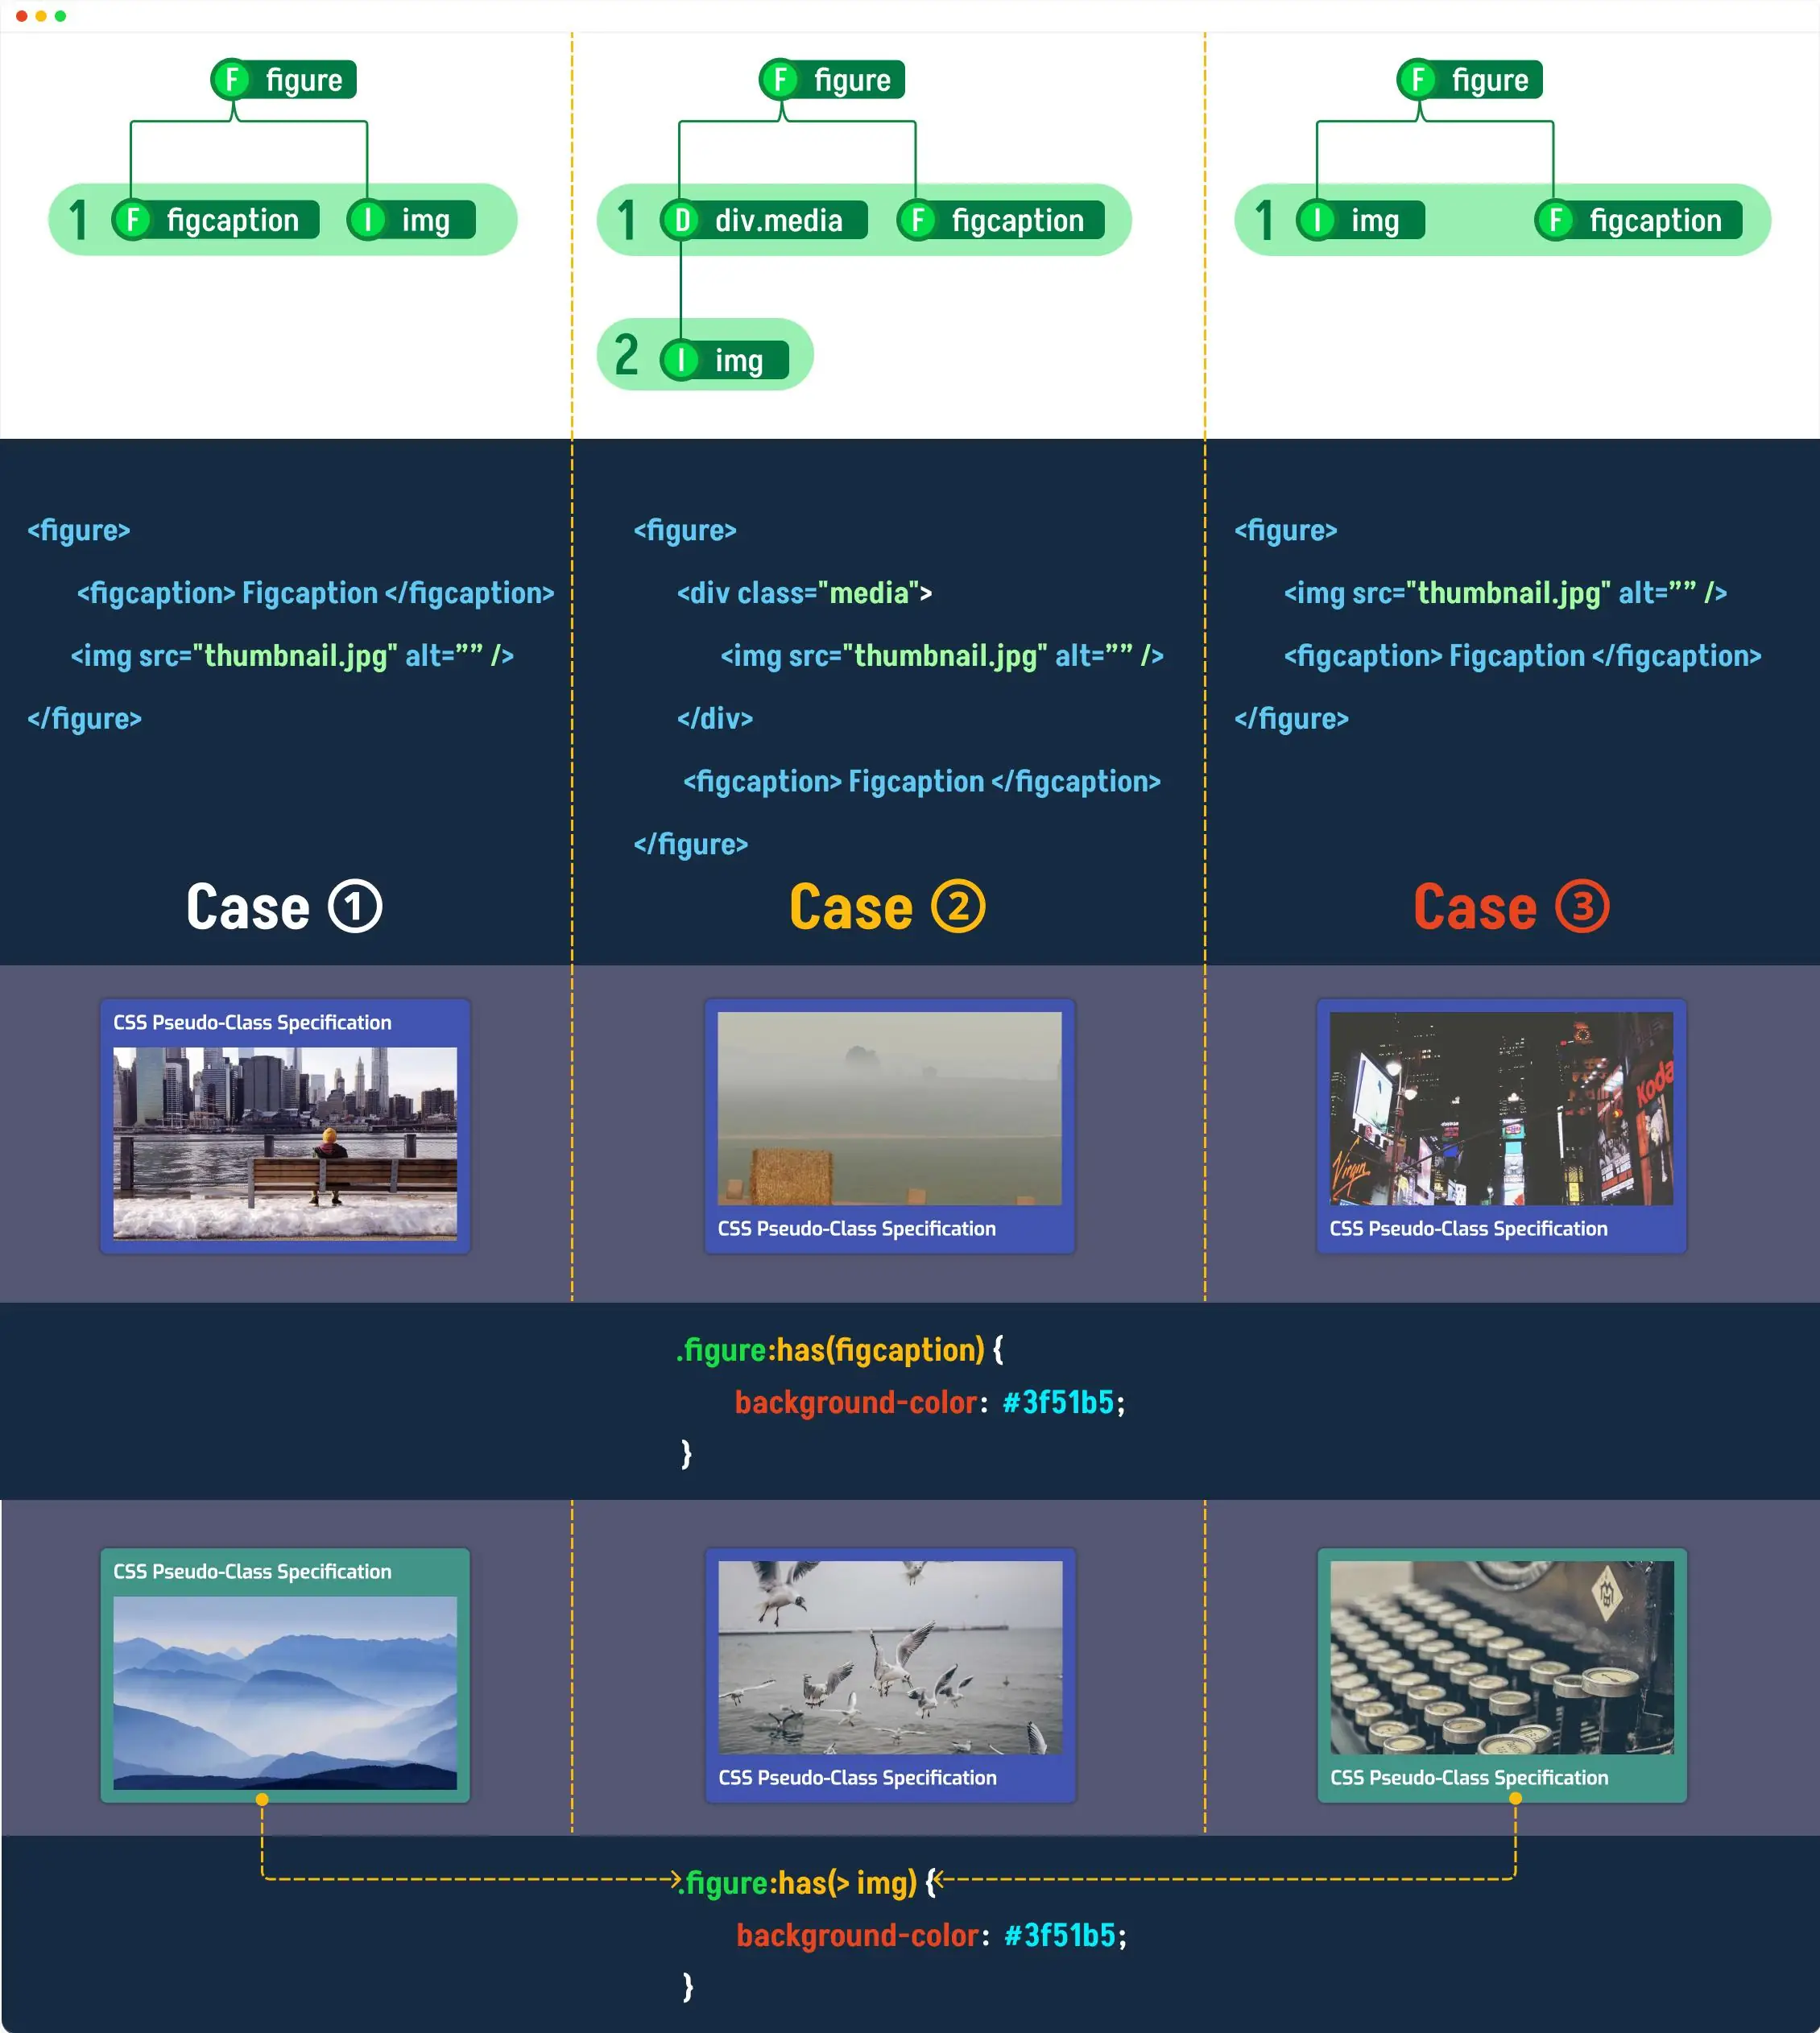 F figure
1 F figcaption I img
F figure
1 D div.media F figcaption
2 I img
F figure
1 I img F figcaption
<figure>
<figcaption> Figcaption </figcaption>
<img src="thumbnail.jpg" alt=”” />
</figure>
Case ①
<figure>
<div class="media">
<img src="thumbnail.jpg" alt=”” />
</div>
<figcaption> Figcaption </figcaption>
</figure>
Case ②
<figure>
<img src="thumbnail.jpg" alt=”” />
<figcaption> Figcaption </figcaption>
</figure>
Case ③
CSS Pseudo-Class Specification
CSS Pseudo-Class Specification
Virgin
Koda
CSS Pseudo-Class Specification
.figure:has(figcaption) {
background-color: #3f51b5;
}
CSS Pseudo-Class Specification
CSS Pseudo-Class Specification
CSS Pseudo-Class Specification
.figure:has(> img) {
background-color: #3f51b5;
}